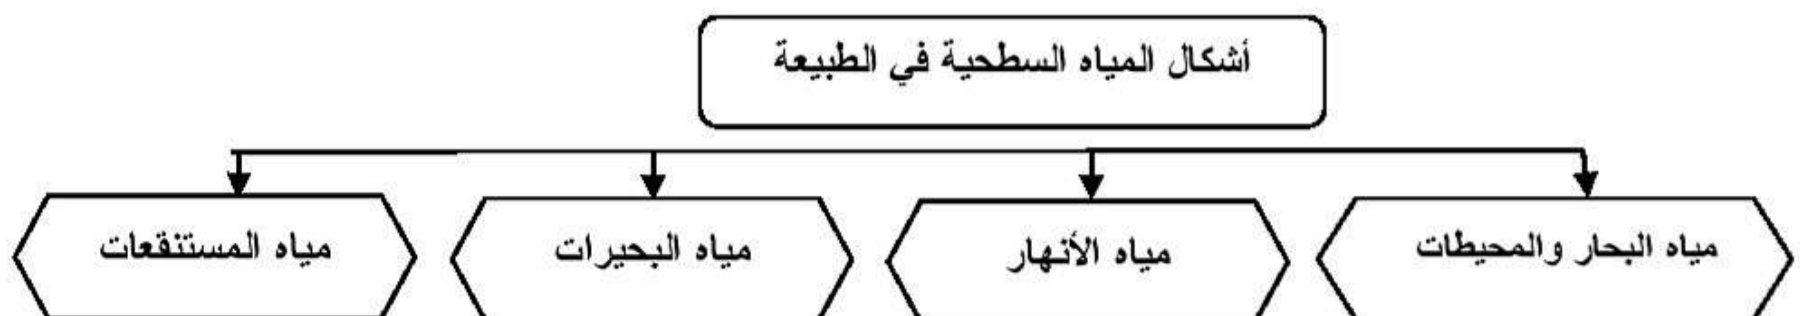 أشكال المياه السطحية في الطبيعة
مياه البحار والمحيطات
مياه الأنهار
مياه البحيرات
مياه المستنقعات